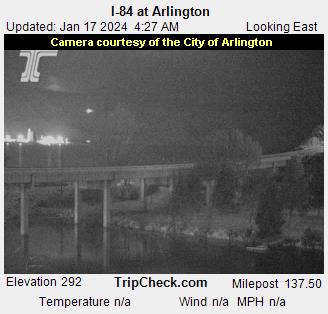 I-84 at Arlington
Updated: Jan 17 2024 4:27 AM Looking East
Camera courtesy of the City of Arlington
Elevation 292 TripCheck.com Milepost 137.50
Temperature n/a Wind n/a MPH n/a